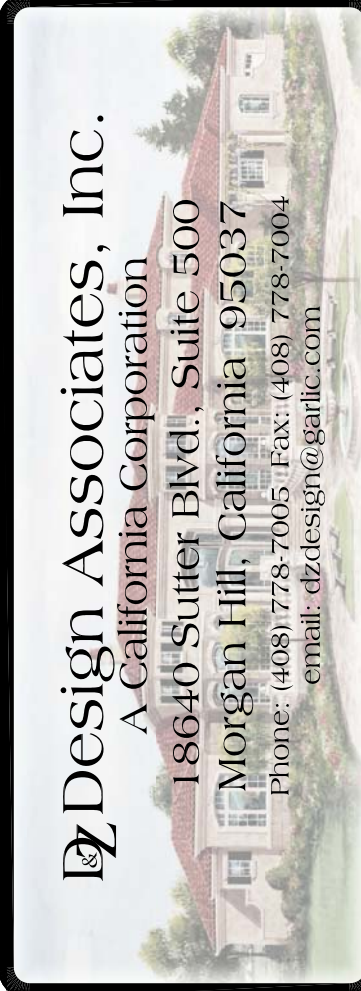 D&Z Design Associates, Inc.
A California Corporation
18640 Sutter Blvd., Suite 500
Morgan Hill, California 95037
Phone: (408) 778-7005 Fax: (408) 778-7004
email: dzdesign@garlic.com